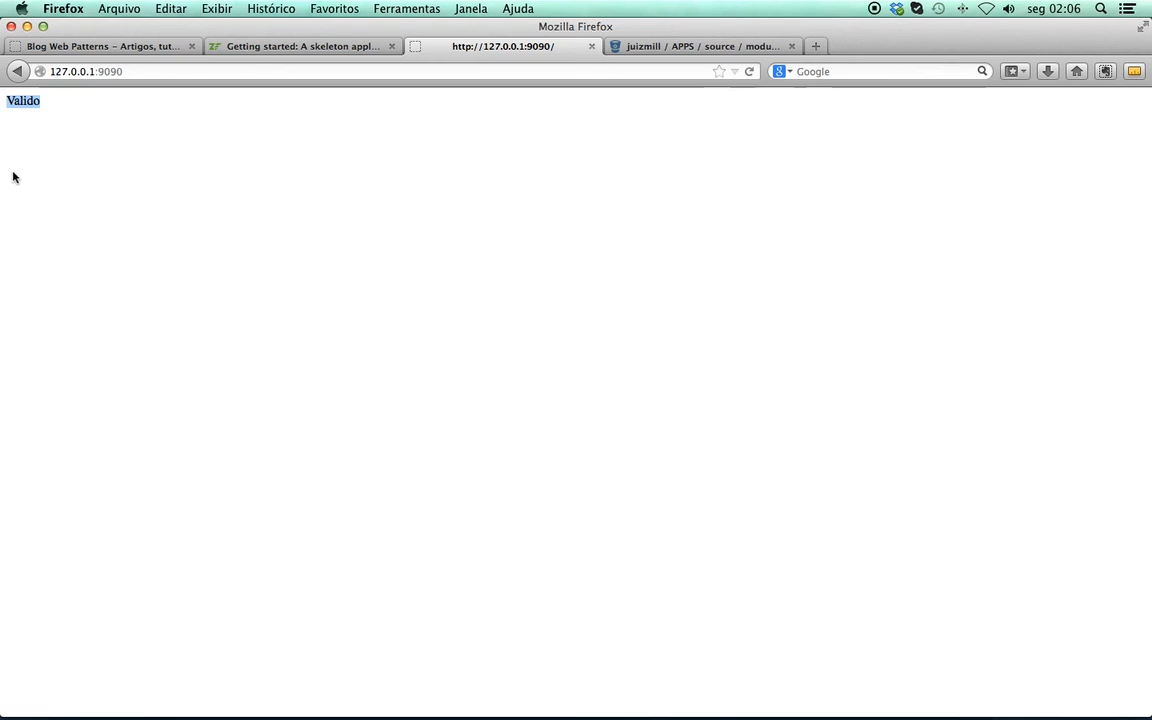 Firefox Arquivo Editar Exibir Histórico Favoritos Ferramentas Janela Ajuda seg 02:06
Mozilla Firefox
Blog Web Patterns – Artigos, tut... ZF Getting started: A skeleton appl... http://127.0.0.1:9090/ juizmill / APPS / source / modu...
127.0.0.1:9090 Google
Valido